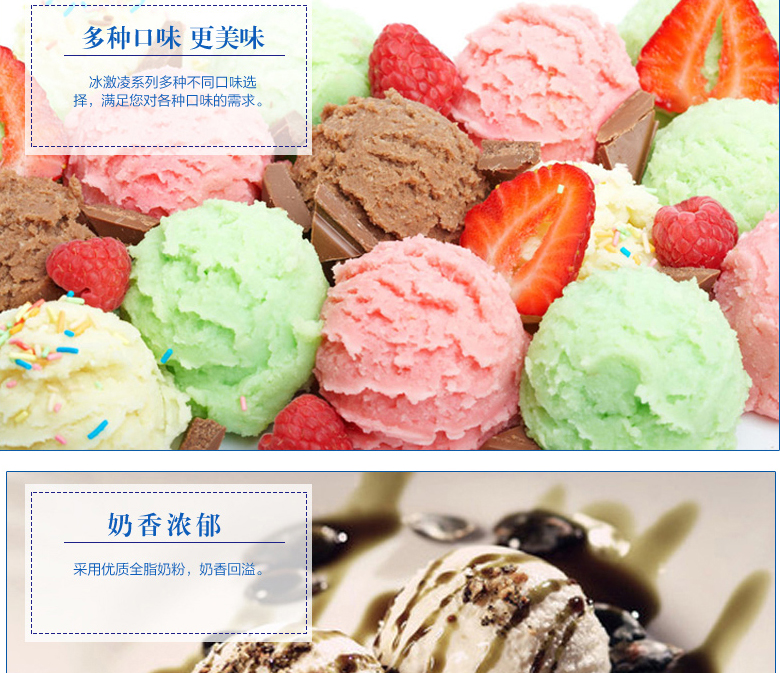 多种口味 更美味
冰激凌系列多种不同口味选
择，满足您对各种口味的需求。
奶香浓郁
采用优质全脂奶粉，奶香回溢。